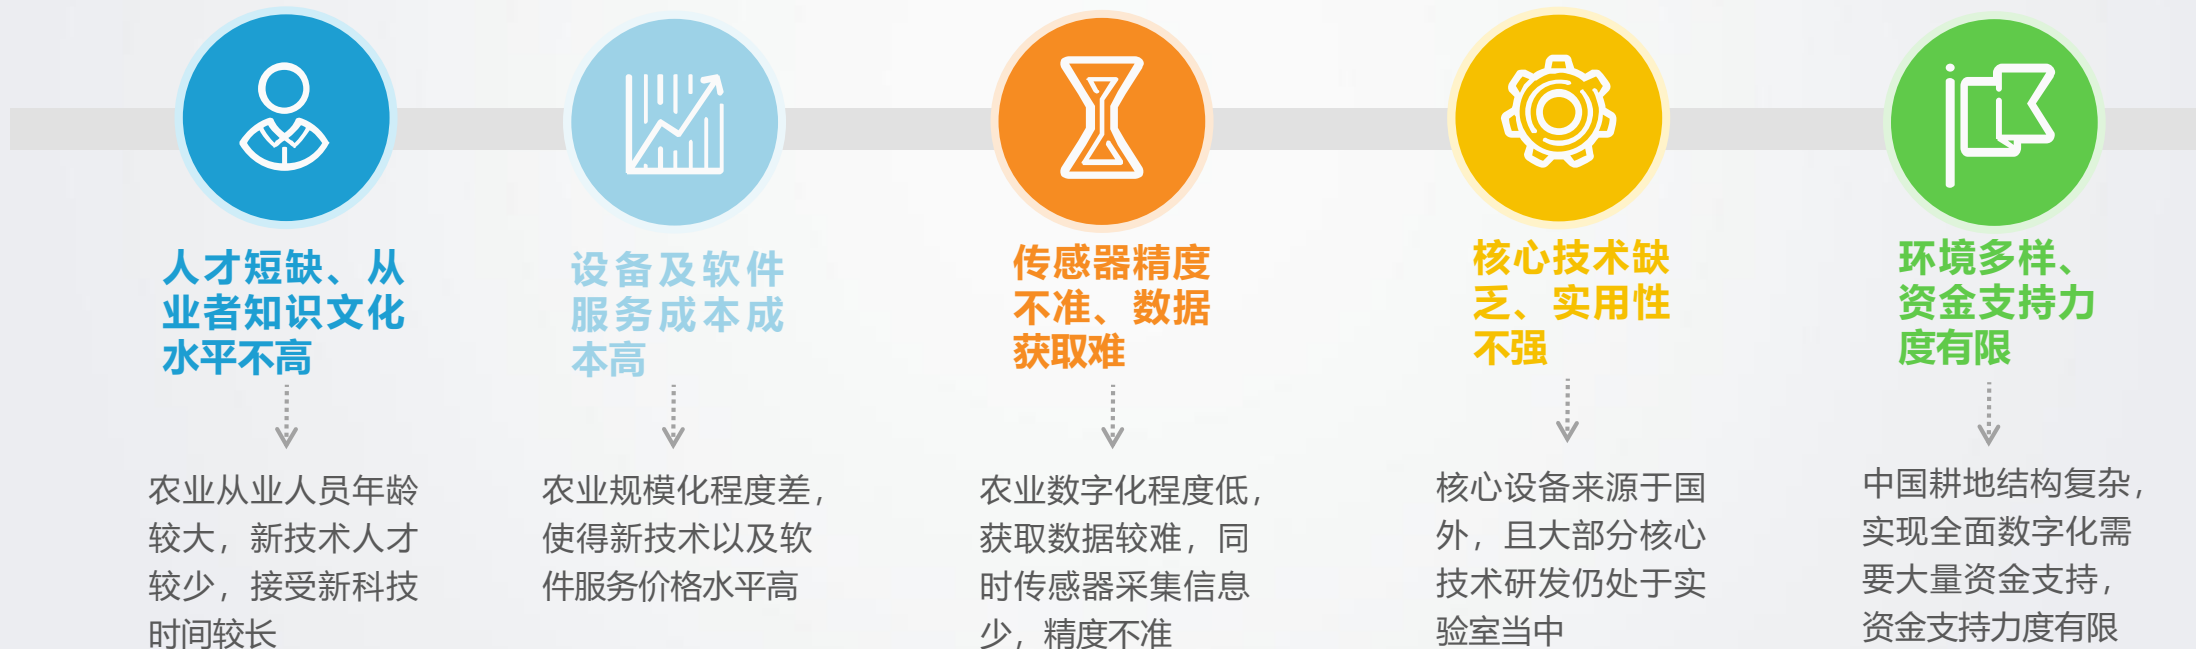 人才短缺、从
业者知识文化
水平不高
农业从业人员年龄
较大，新技术人才
较少，接受新科技
时间较长
设备及软件
服务成本成
本高
农业规模化程度差，
使得新技术以及软
件服务价格水平高
传感器精度
不准、数据
获取难
农业数字化程度低，
获取数据较难，同
时传感器采集信息
少，精度不准
核心技术缺
乏、实用性
不强
核心设备来源于国
外，且大部分核心
技术研发仍处于实
验室当中
环境多样、
资金支持力
度有限
中国耕地结构复杂，
实现全面数字化需
要大量资金支持，
资金支持力度有限